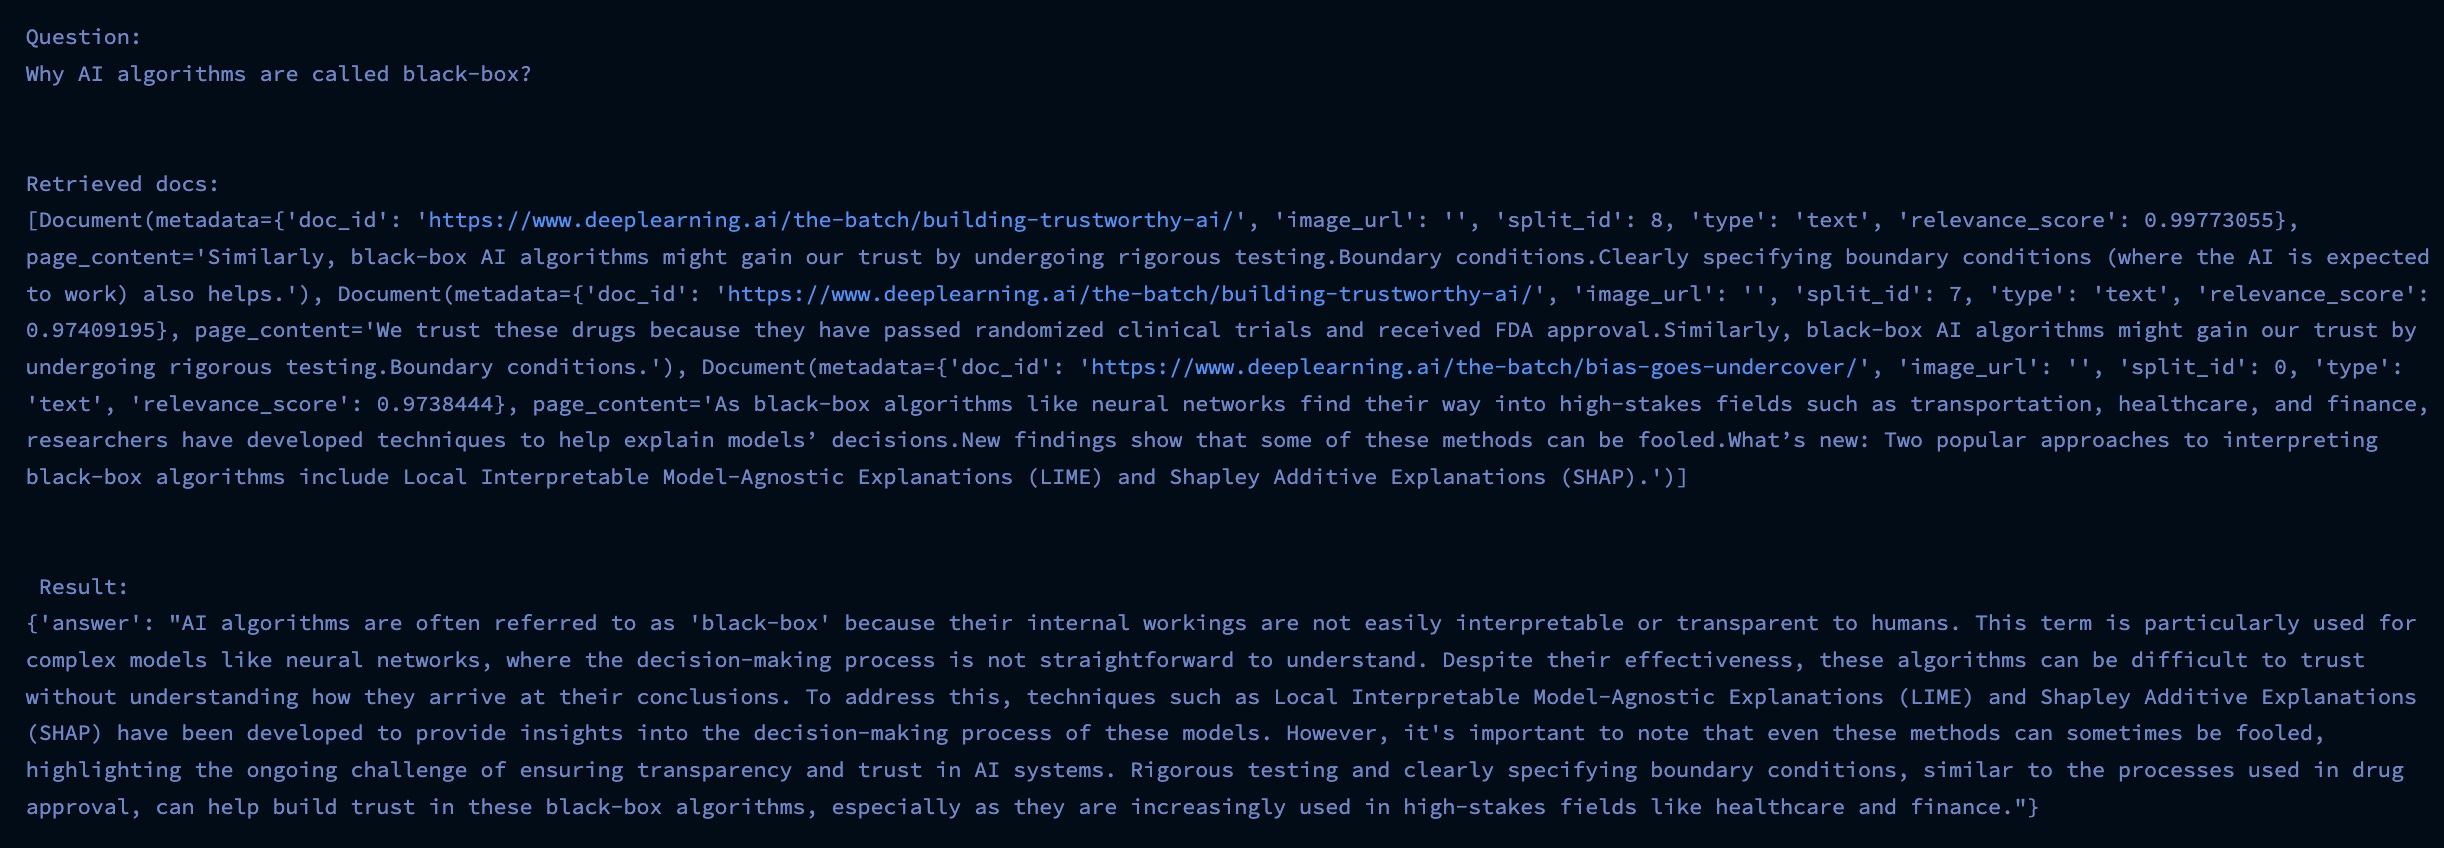 Question:
Why AI algorithms are called black-box?
Retrieved docs:
[Document(metadata={'doc_id': 'https://www.deeplearning.ai/the-batch/building-trustworthy-ai/', 'image_url': '', 'split_id': 8, 'type': 'text', 'relevance_score': 0.99773055},
page_content='Similarly, black-box AI algorithms might gain our trust by undergoing rigorous testing.Boundary conditions.Clearly specifying boundary conditions (where the AI is expected
to work) also helps.'), Document(metadata={'doc_id': 'https://www.deeplearning.ai/the-batch/building-trustworthy-ai/', 'image_url': '', 'split_id': 7, 'type': 'text', 'relevance_score':
0.97409195}, page_content='We trust these drugs because they have passed randomized clinical trials and received FDA approval.Similarly, black-box AI algorithms might gain our trust by
undergoing rigorous testing.Boundary conditions.'), Document(metadata={'doc_id': 'https://www.deeplearning.ai/the-batch/bias-goes-undercover/', 'image_url': '', 'split_id': 0, 'type':
'text', 'relevance_score': 0.9738444}, page_content='As black-box algorithms like neural networks find their way into high-stakes fields such as transportation, healthcare, and finance,
researchers have developed techniques to help explain models’ decisions.New findings show that some of these methods can be fooled.What’s new: Two popular approaches to interpreting
black-box algorithms include Local Interpretable Model-Agnostic Explanations (LIME) and Shapley Additive Explanations (SHAP).')]
Result:
{'answer': "AI algorithms are often referred to as 'black-box' because their internal workings are not easily interpretable or transparent to humans. This term is particularly used for
complex models like neural networks, where the decision-making process is not straightforward to understand. Despite their effectiveness, these algorithms can be difficult to trust
without understanding how they arrive at their conclusions. To address this, techniques such as Local Interpretable Model-Agnostic Explanations (LIME) and Shapley Additive Explanations
(SHAP) have been developed to provide insights into the decision-making process of these models. However, it's important to note that even these methods can sometimes be fooled,
highlighting the ongoing challenge of ensuring transparency and trust in AI systems. Rigorous testing and clearly specifying boundary conditions, similar to the processes used in drug
approval, can help build trust in these black-box algorithms, especially as they are increasingly used in high-stakes fields like healthcare and finance."}